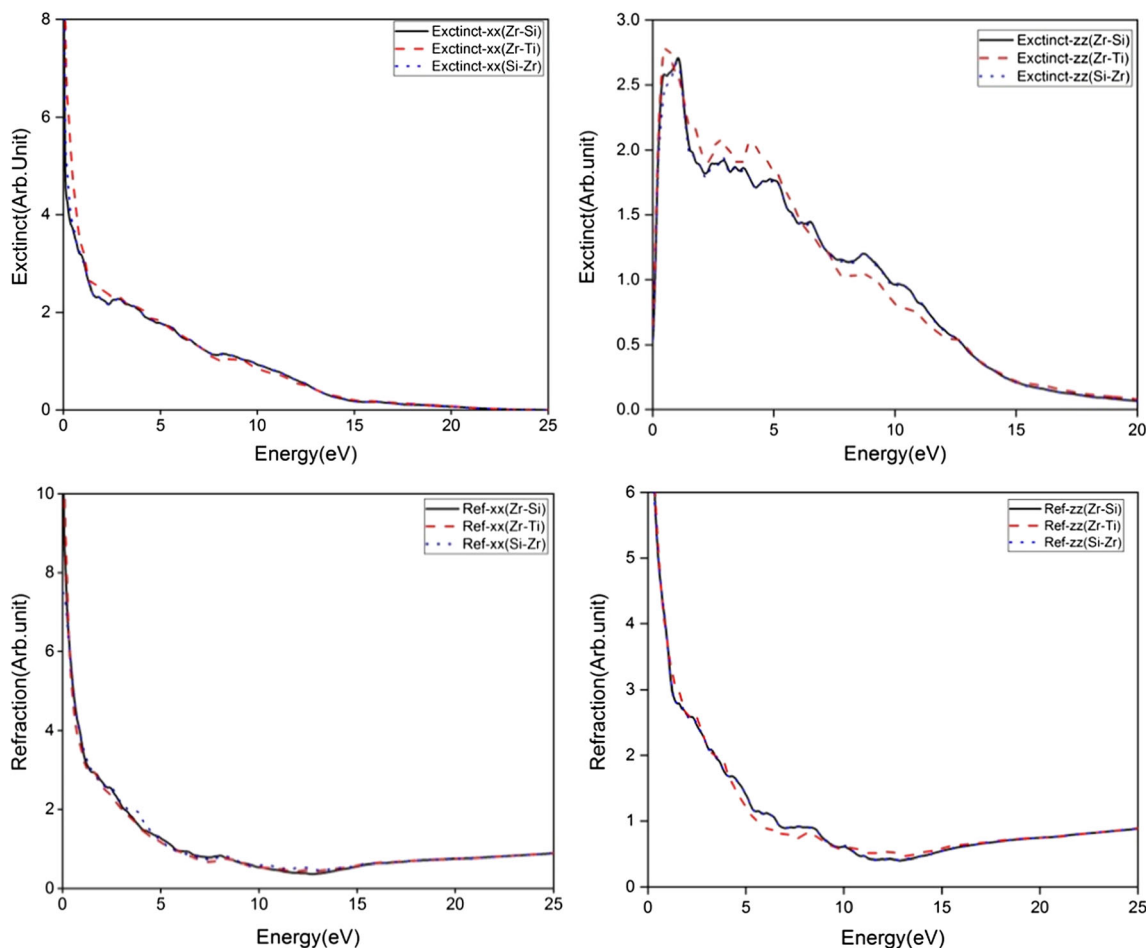 8
6
4
2
0
0 5 10 15 20 25
Exctinct(Arb.Unit)
Energy(eV)
Exctinct-xx(Zr-Si)
Exctinct-xx(Zr-Ti)
Exctinct-xx(Si-Zr)
3.0
2.5
2.0
1.5
1.0
0.5
0.0
0 5 10 15 20
Exctinct(Arb.unit)
Energy(eV)
Exctinct-zz(Zr-Si)
Exctinct-zz(Zr-Ti)
Exctinct-zz(Si-Zr)
10
8
6
4
2
0
0 5 10 15 20 25
Refraction(Arb.unit)
Energy(eV)
Ref-xx(Zr-Si)
Ref-xx(Zr-Ti)
Ref-xx(Si-Zr)
6
5
4
3
2
1
0
0 5 10 15 20 25
Refraction(Arb.unit)
Energy(eV)
Ref-zz(Zr-Si)
Ref-zz(Zr-Ti)
Ref-zz(Si-Zr)